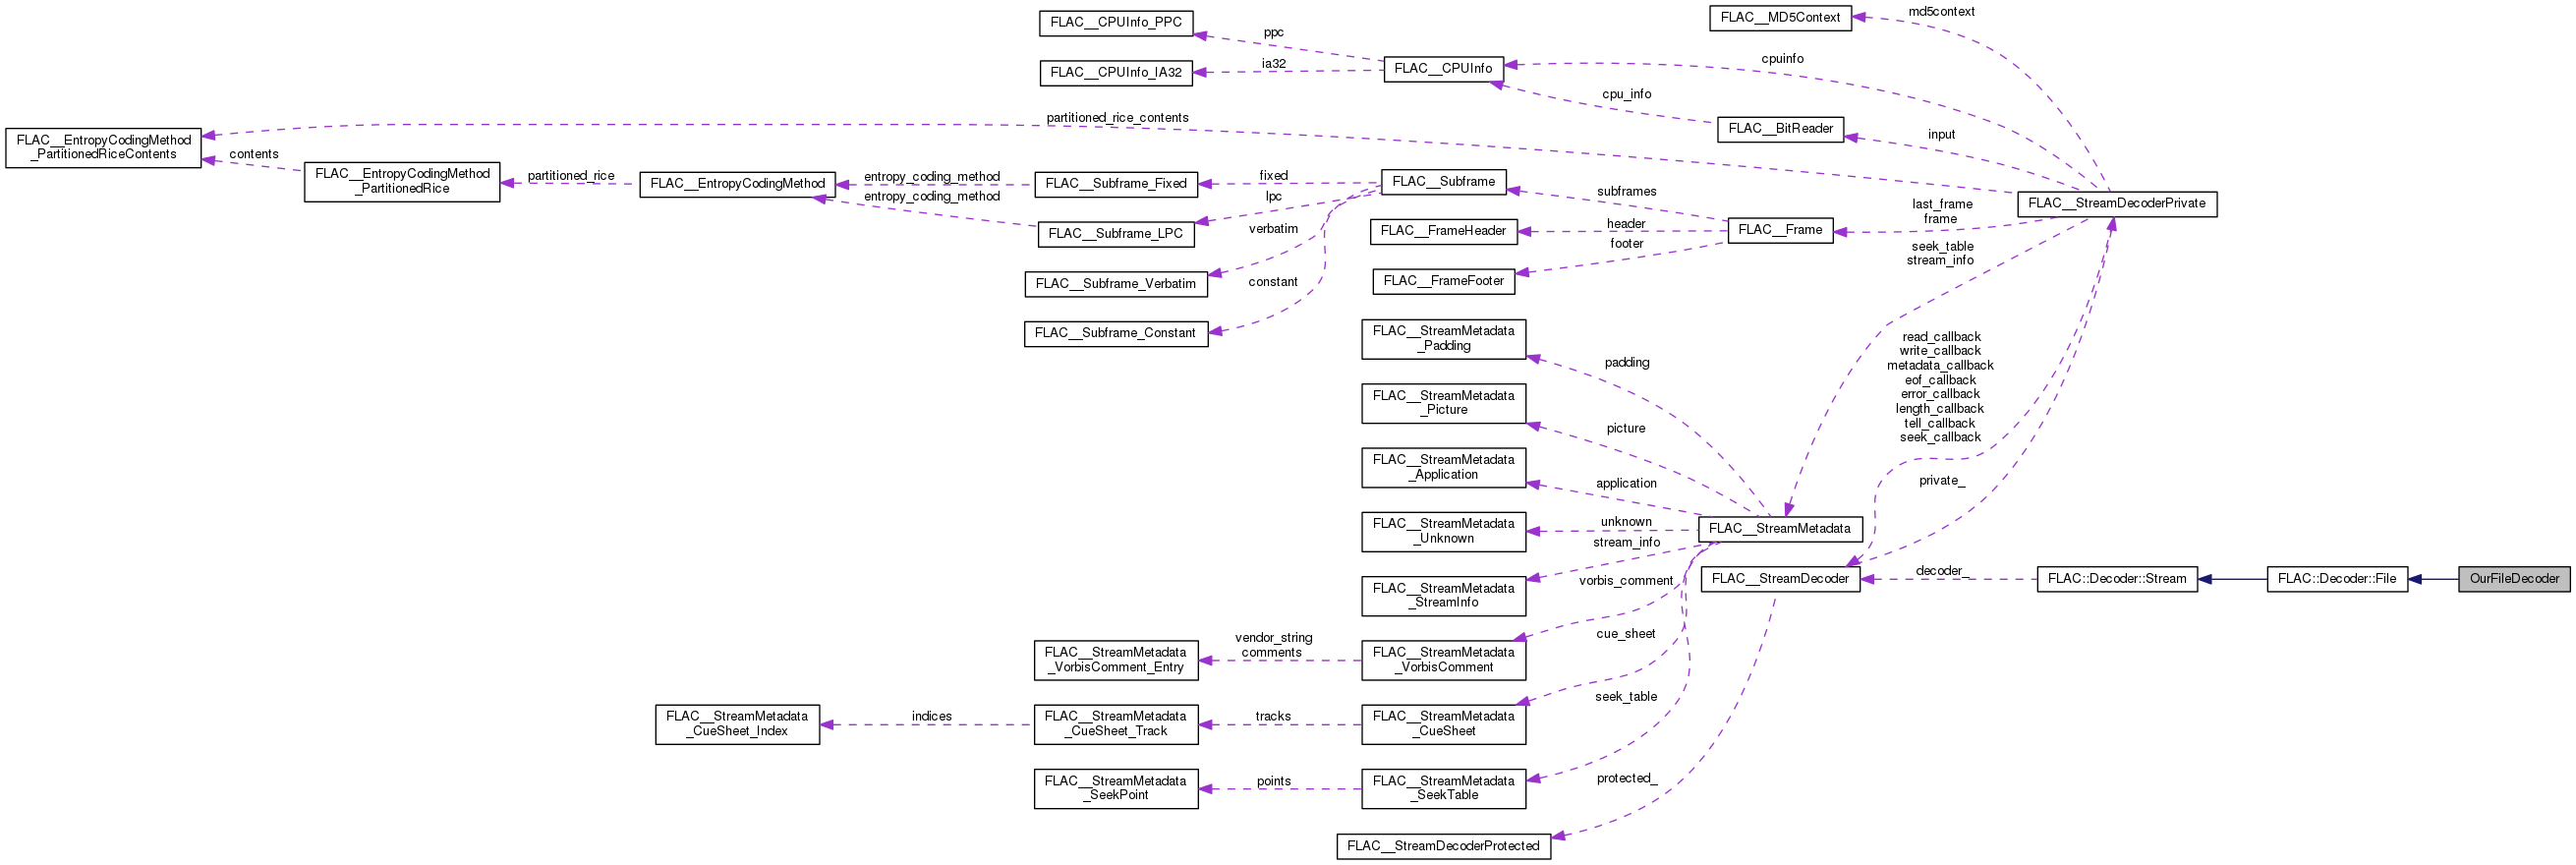 FLAC__CPUInfo_PPC
ppc
FLAC__CPUInfo_IA32
ia32
FLAC__CPUInfo
cpuinfo
FLAC__MD5Context
md5context
cpu_info
FLAC__BitReader
input
partitioned_rice_contents
FLAC__EntropyCodingMethod
_PartitionedRiceContents
contents
FLAC__EntropyCodingMethod
_PartitionedRice
partitioned_rice
FLAC__EntropyCodingMethod
entropy_coding_method
entropy_coding_method
FLAC__Subframe_Fixed
fixed
FLAC__Subframe
subframes
FLAC__StreamDecoderPrivate
lpc
FLAC__Subframe_LPC
verbatim
FLAC__FrameHeader
header
FLAC__Frame
last_frame
frame
footer
FLAC__FrameFooter
seek_table
stream_info
FLAC__Subframe_Verbatim
constant
FLAC__Subframe_Constant
FLAC__StreamMetadata
_Padding
padding
read_callback
write_callback
metadata_callback
eof_callback
error_callback
length_callback
tell_callback
seek_callback
FLAC__StreamMetadata
_Picture
picture
FLAC__StreamMetadata
_Application
application
private_
FLAC__StreamMetadata
_Unknown
unknown
FLAC__StreamMetadata
stream_info
FLAC__StreamMetadata
_StreamInfo
vorbis_comment
FLAC__StreamDecoder
decoder_
FLAC::Decoder::Stream
FLAC::Decoder::File
OurFileDecoder
FLAC__StreamMetadata
_VorbisComment_Entry
vendor_string
comments
FLAC__StreamMetadata
_VorbisComment
cue_sheet
FLAC__StreamMetadata
_CueSheet_Index
indices
FLAC__StreamMetadata
_CueSheet_Track
tracks
FLAC__StreamMetadata
_CueSheet
seek_table
FLAC__StreamMetadata
_SeekPoint
points
FLAC__StreamMetadata
_SeekTable
protected_
FLAC__StreamDecoderProtected